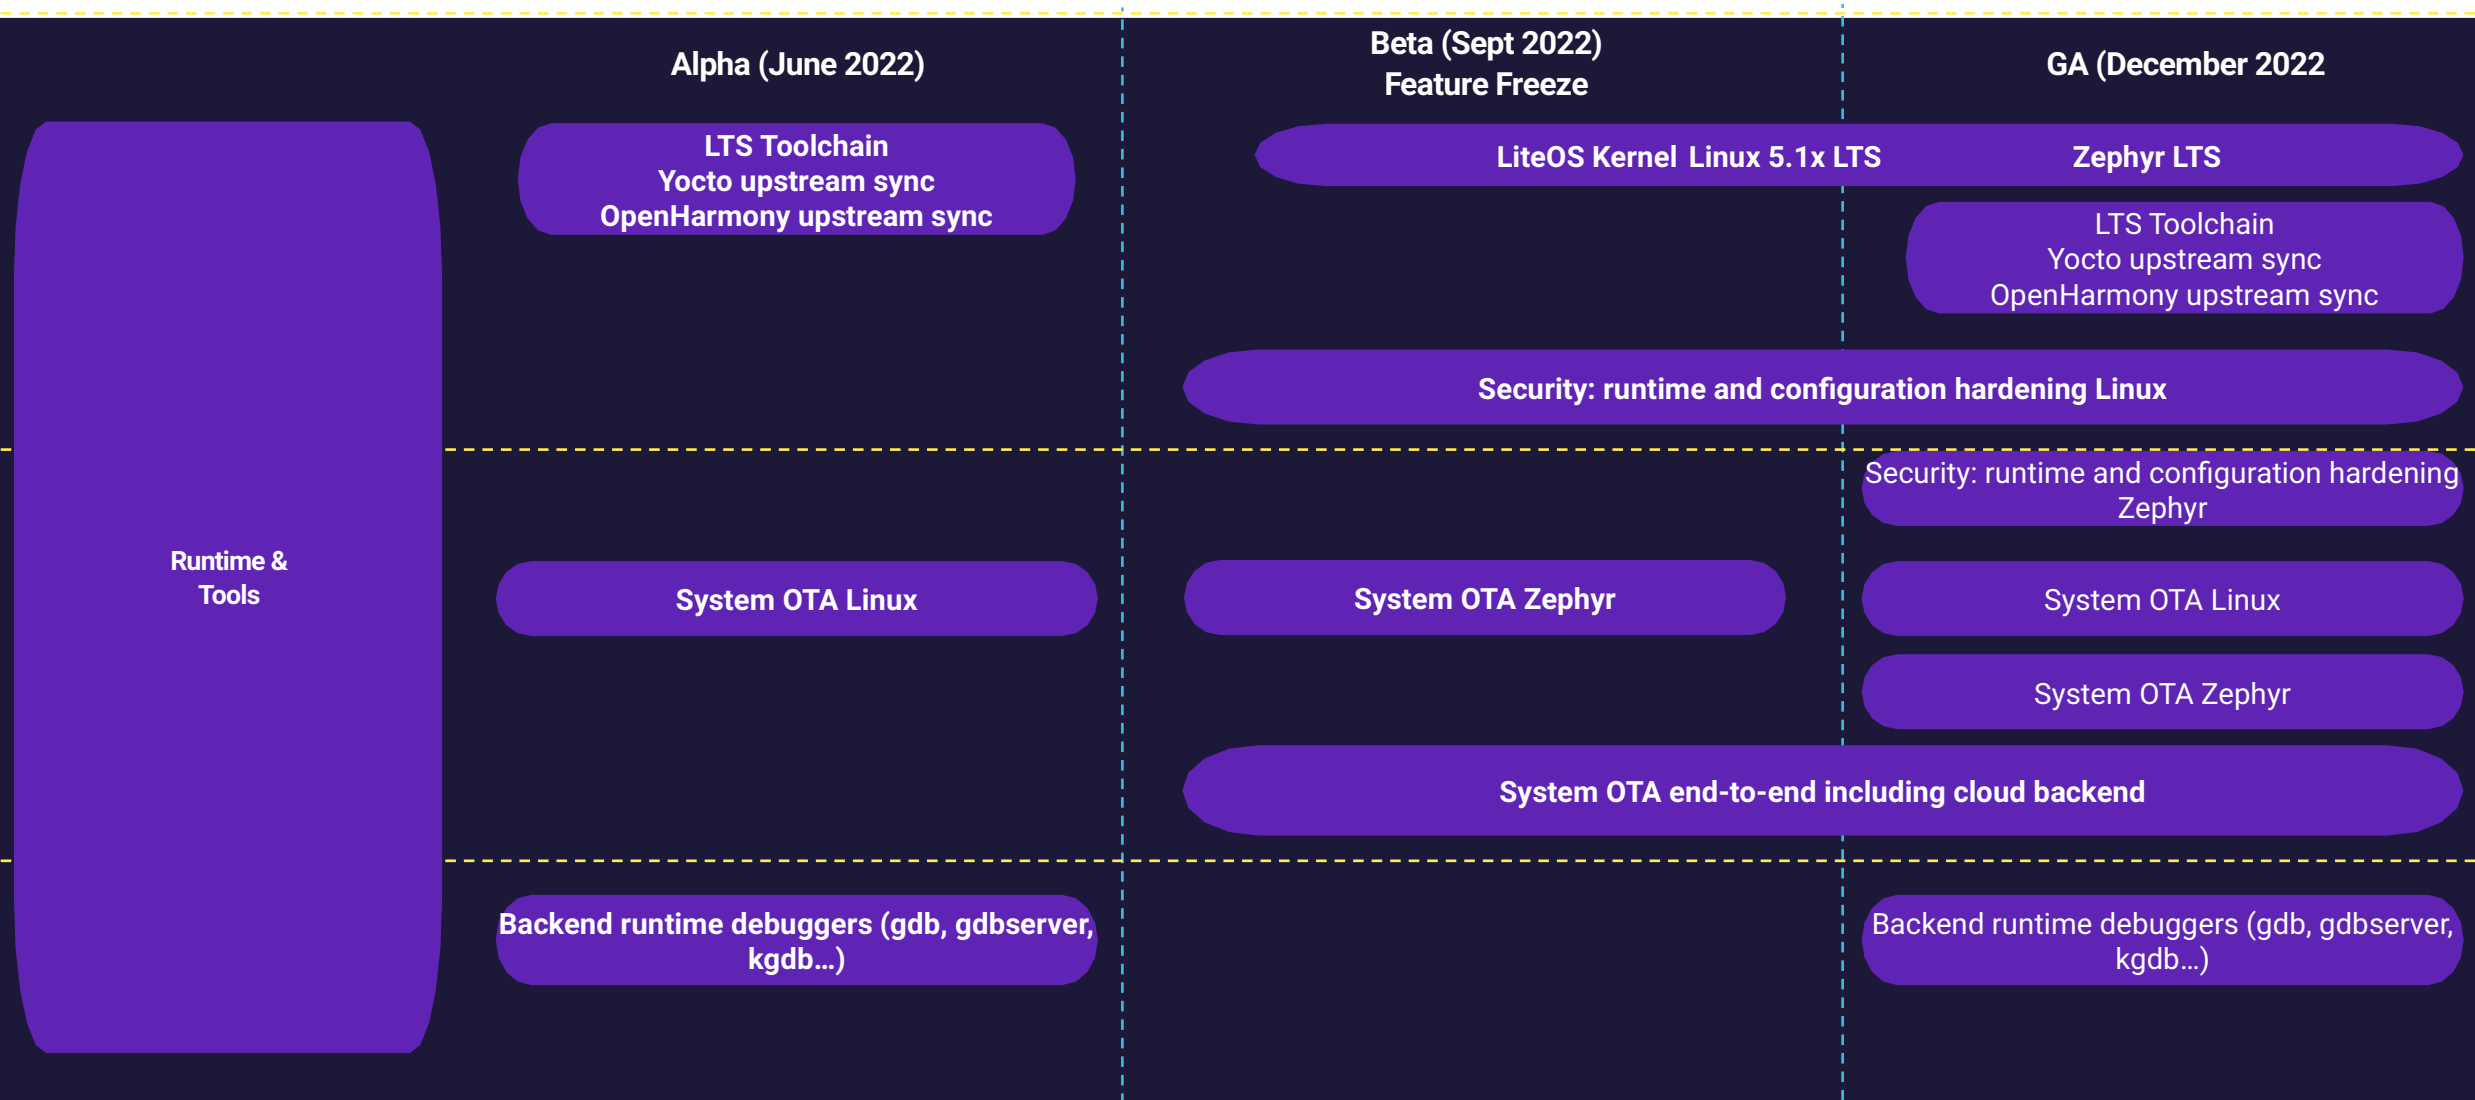 Alpha (June 2022)
Beta (Sept 2022)
Feature Freeze
GA (December 2022
LTS Toolchain
Yocto upstream sync
OpenHarmony upstream sync
LiteOS Kernel Linux 5.1x LTS Zephyr LTS
LTS Toolchain
Yocto upstream sync
OpenHarmony upstream sync
Security: runtime and configuration hardening Linux
Security: runtime and configuration hardening
Zephyr
Runtime &
Tools
System OTA Linux
System OTA Zephyr
System OTA Linux
System OTA Zephyr
System OTA end-to-end including cloud backend
Backend runtime debuggers (gdb, gdbserver,
kgdb...)
Backend runtime debuggers (gdb, gdbserver,
kgdb...)